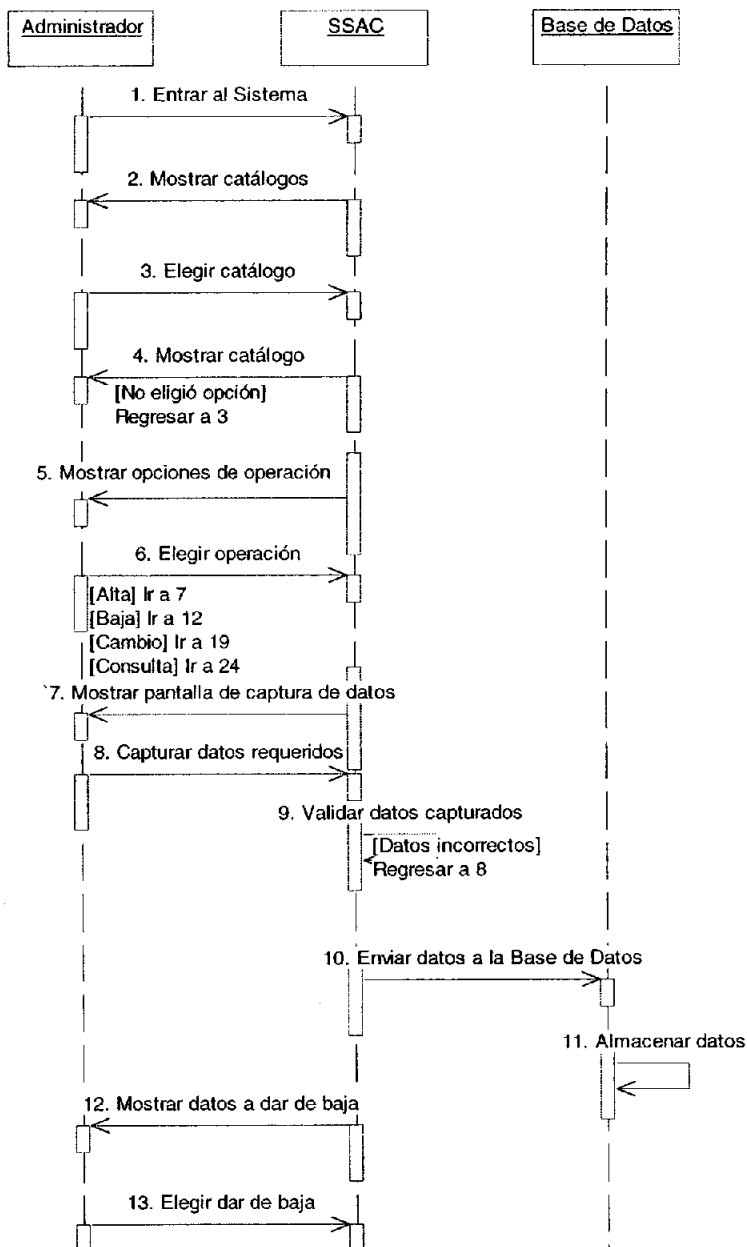 Administrador
SSAC
Base de Datos
1. Entrar al Sistema
2. Mostrar catálogos
3. Elegir catálogo
4. Mostrar catálogo
[No eligió opción]
Regresar a 3
5. Mostrar opciones de operación
6. Elegir operación
[Alta] Ir a 7
[Baja] Ir a 12
[Cambio] Ir a 19
[Consulta] Ir a 24
`7. Mostrar pantalla de captura de datos
8. Capturar datos requeridos
9. Validar datos capturados
[Datos incorrectos]
Regresar a 8
10. Enviar datos a la Base de Datos
11. Almacenar datos
12. Mostrar datos a dar de baja
13. Elegir dar de baja